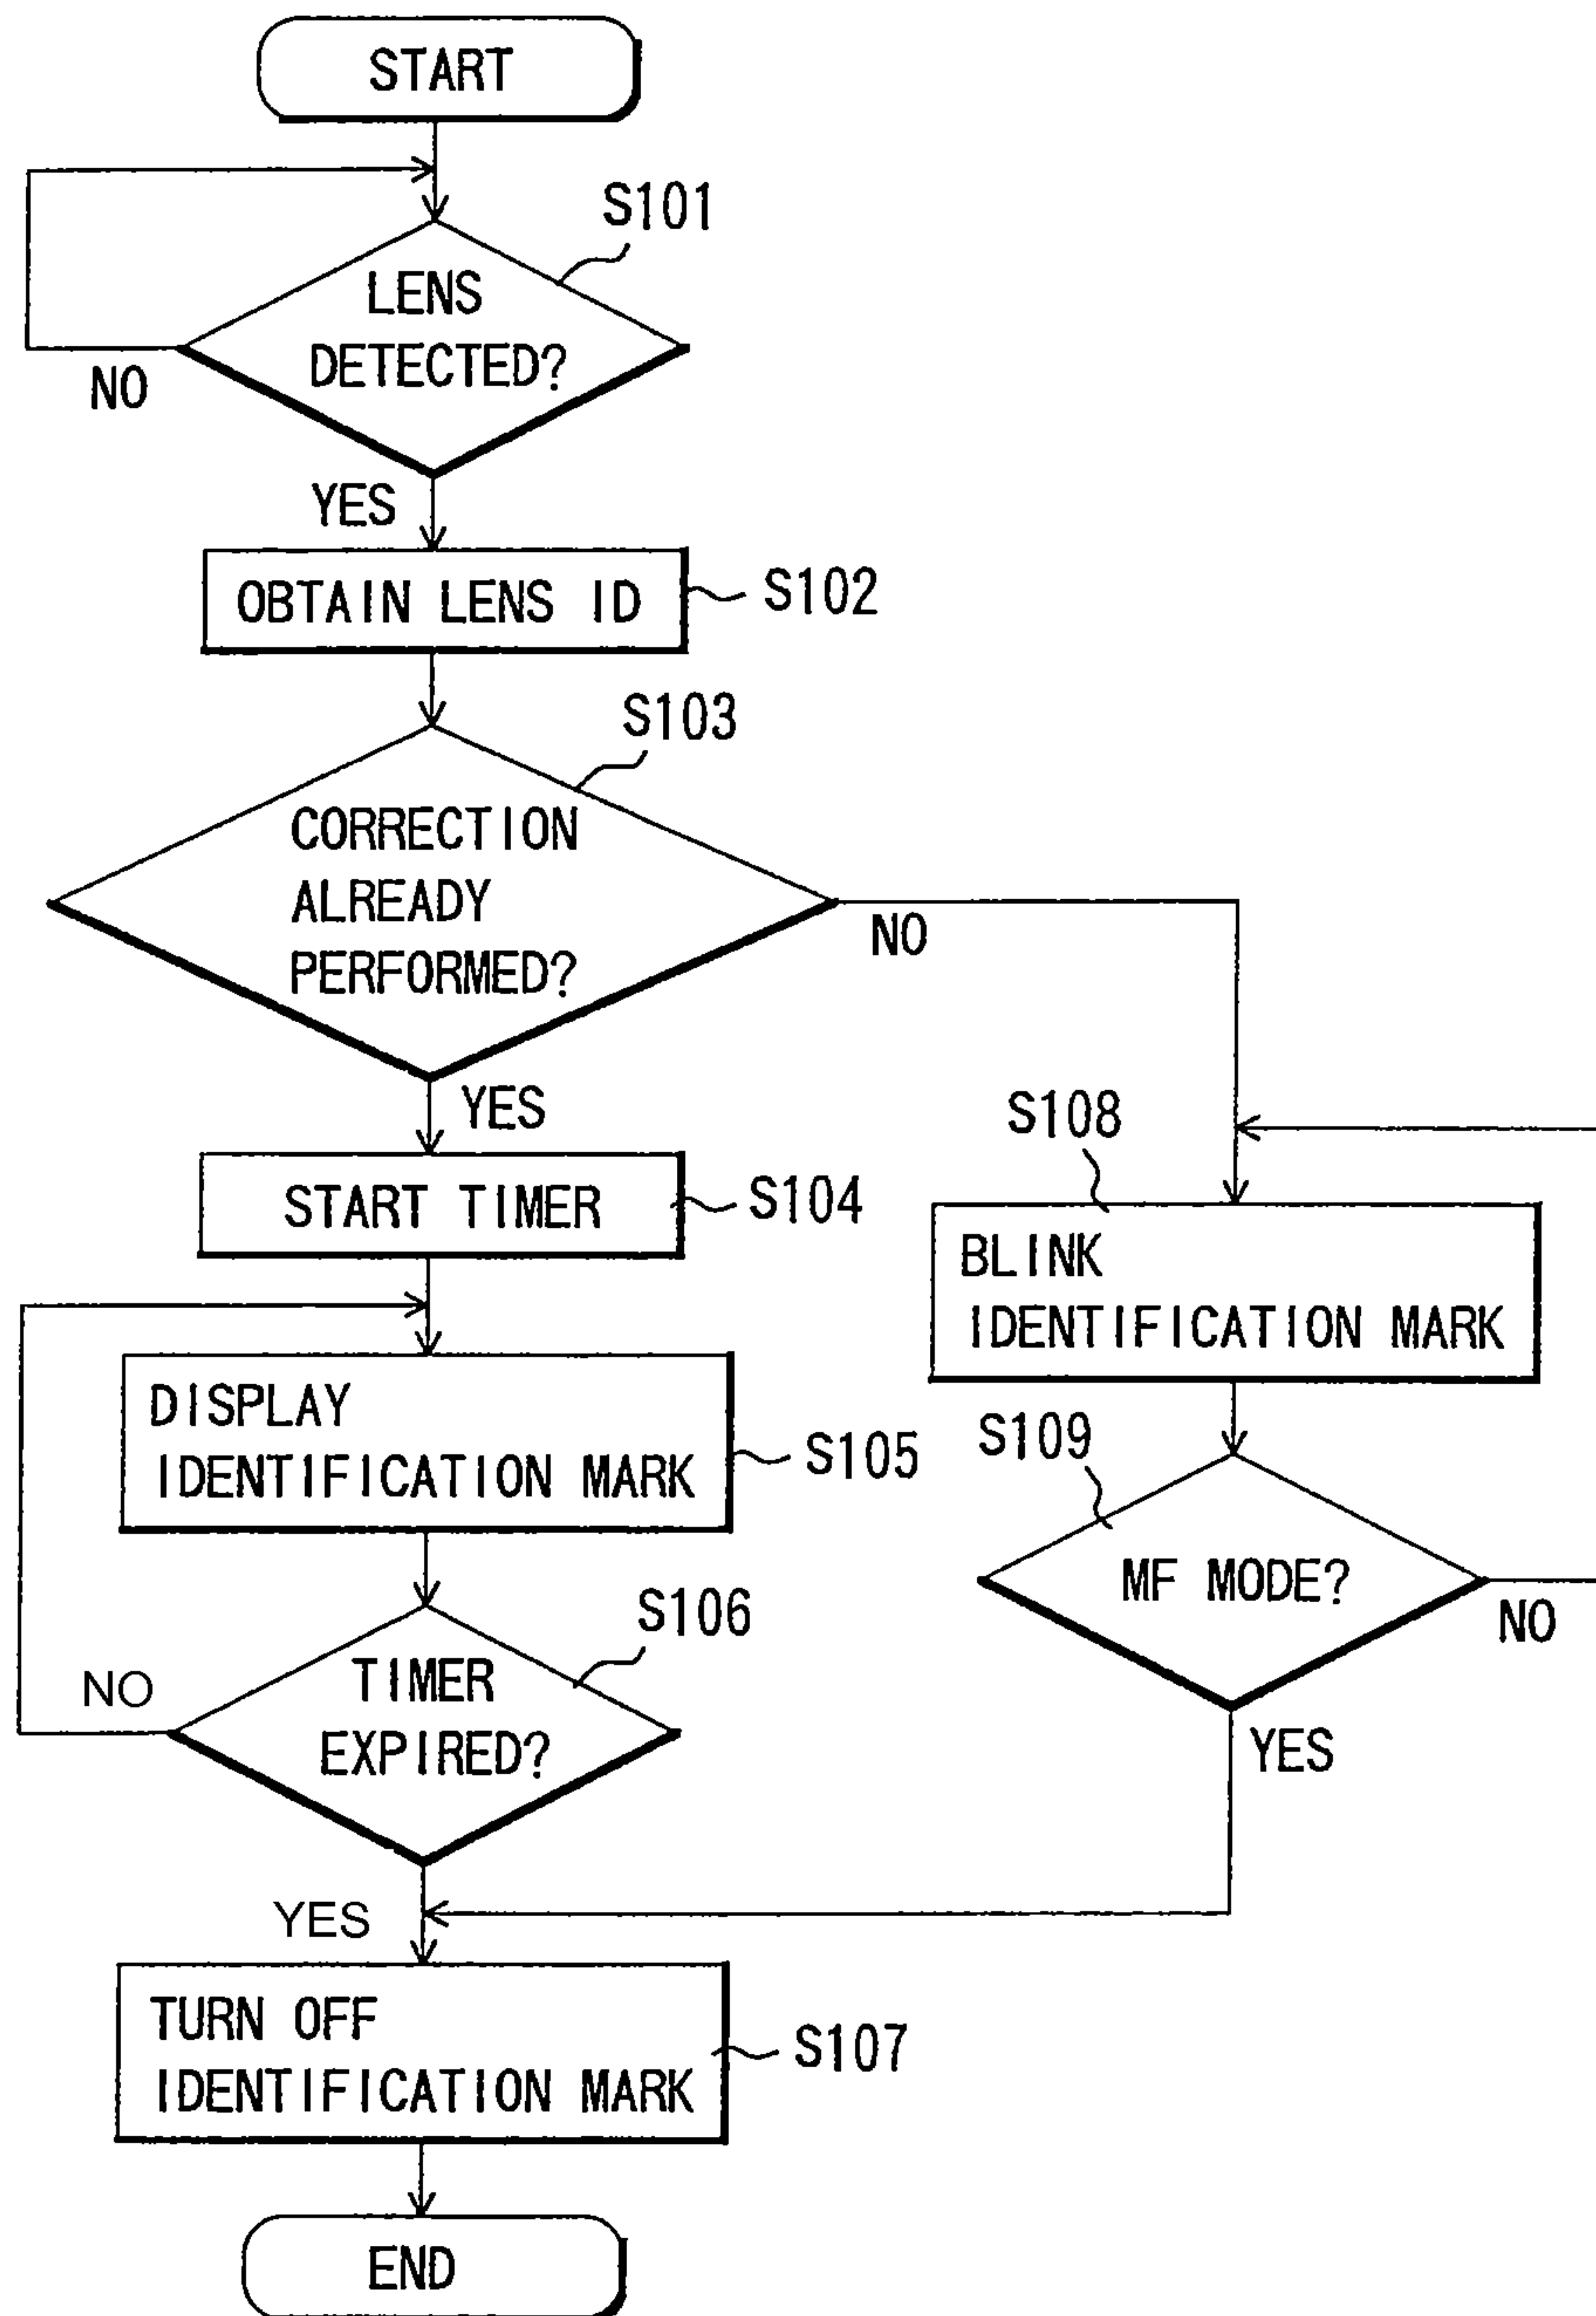 START
S101
LENS
DETECTED?
NO
YES
OBTAIN LENS ID
S102
S103
CORRECTION
ALREADY
PERFORMED?
NO
YES
START TIMER
S104
DISPLAY
IDENTIFICATION MARK
S105
S106
TIMER
EXPIRED?
NO
YES
S108
BLINK
IDENTIFICATION MARK
S109
MF MODE?
NO
YES
TURN OFF
IDENTIFICATION MARK
S107
END